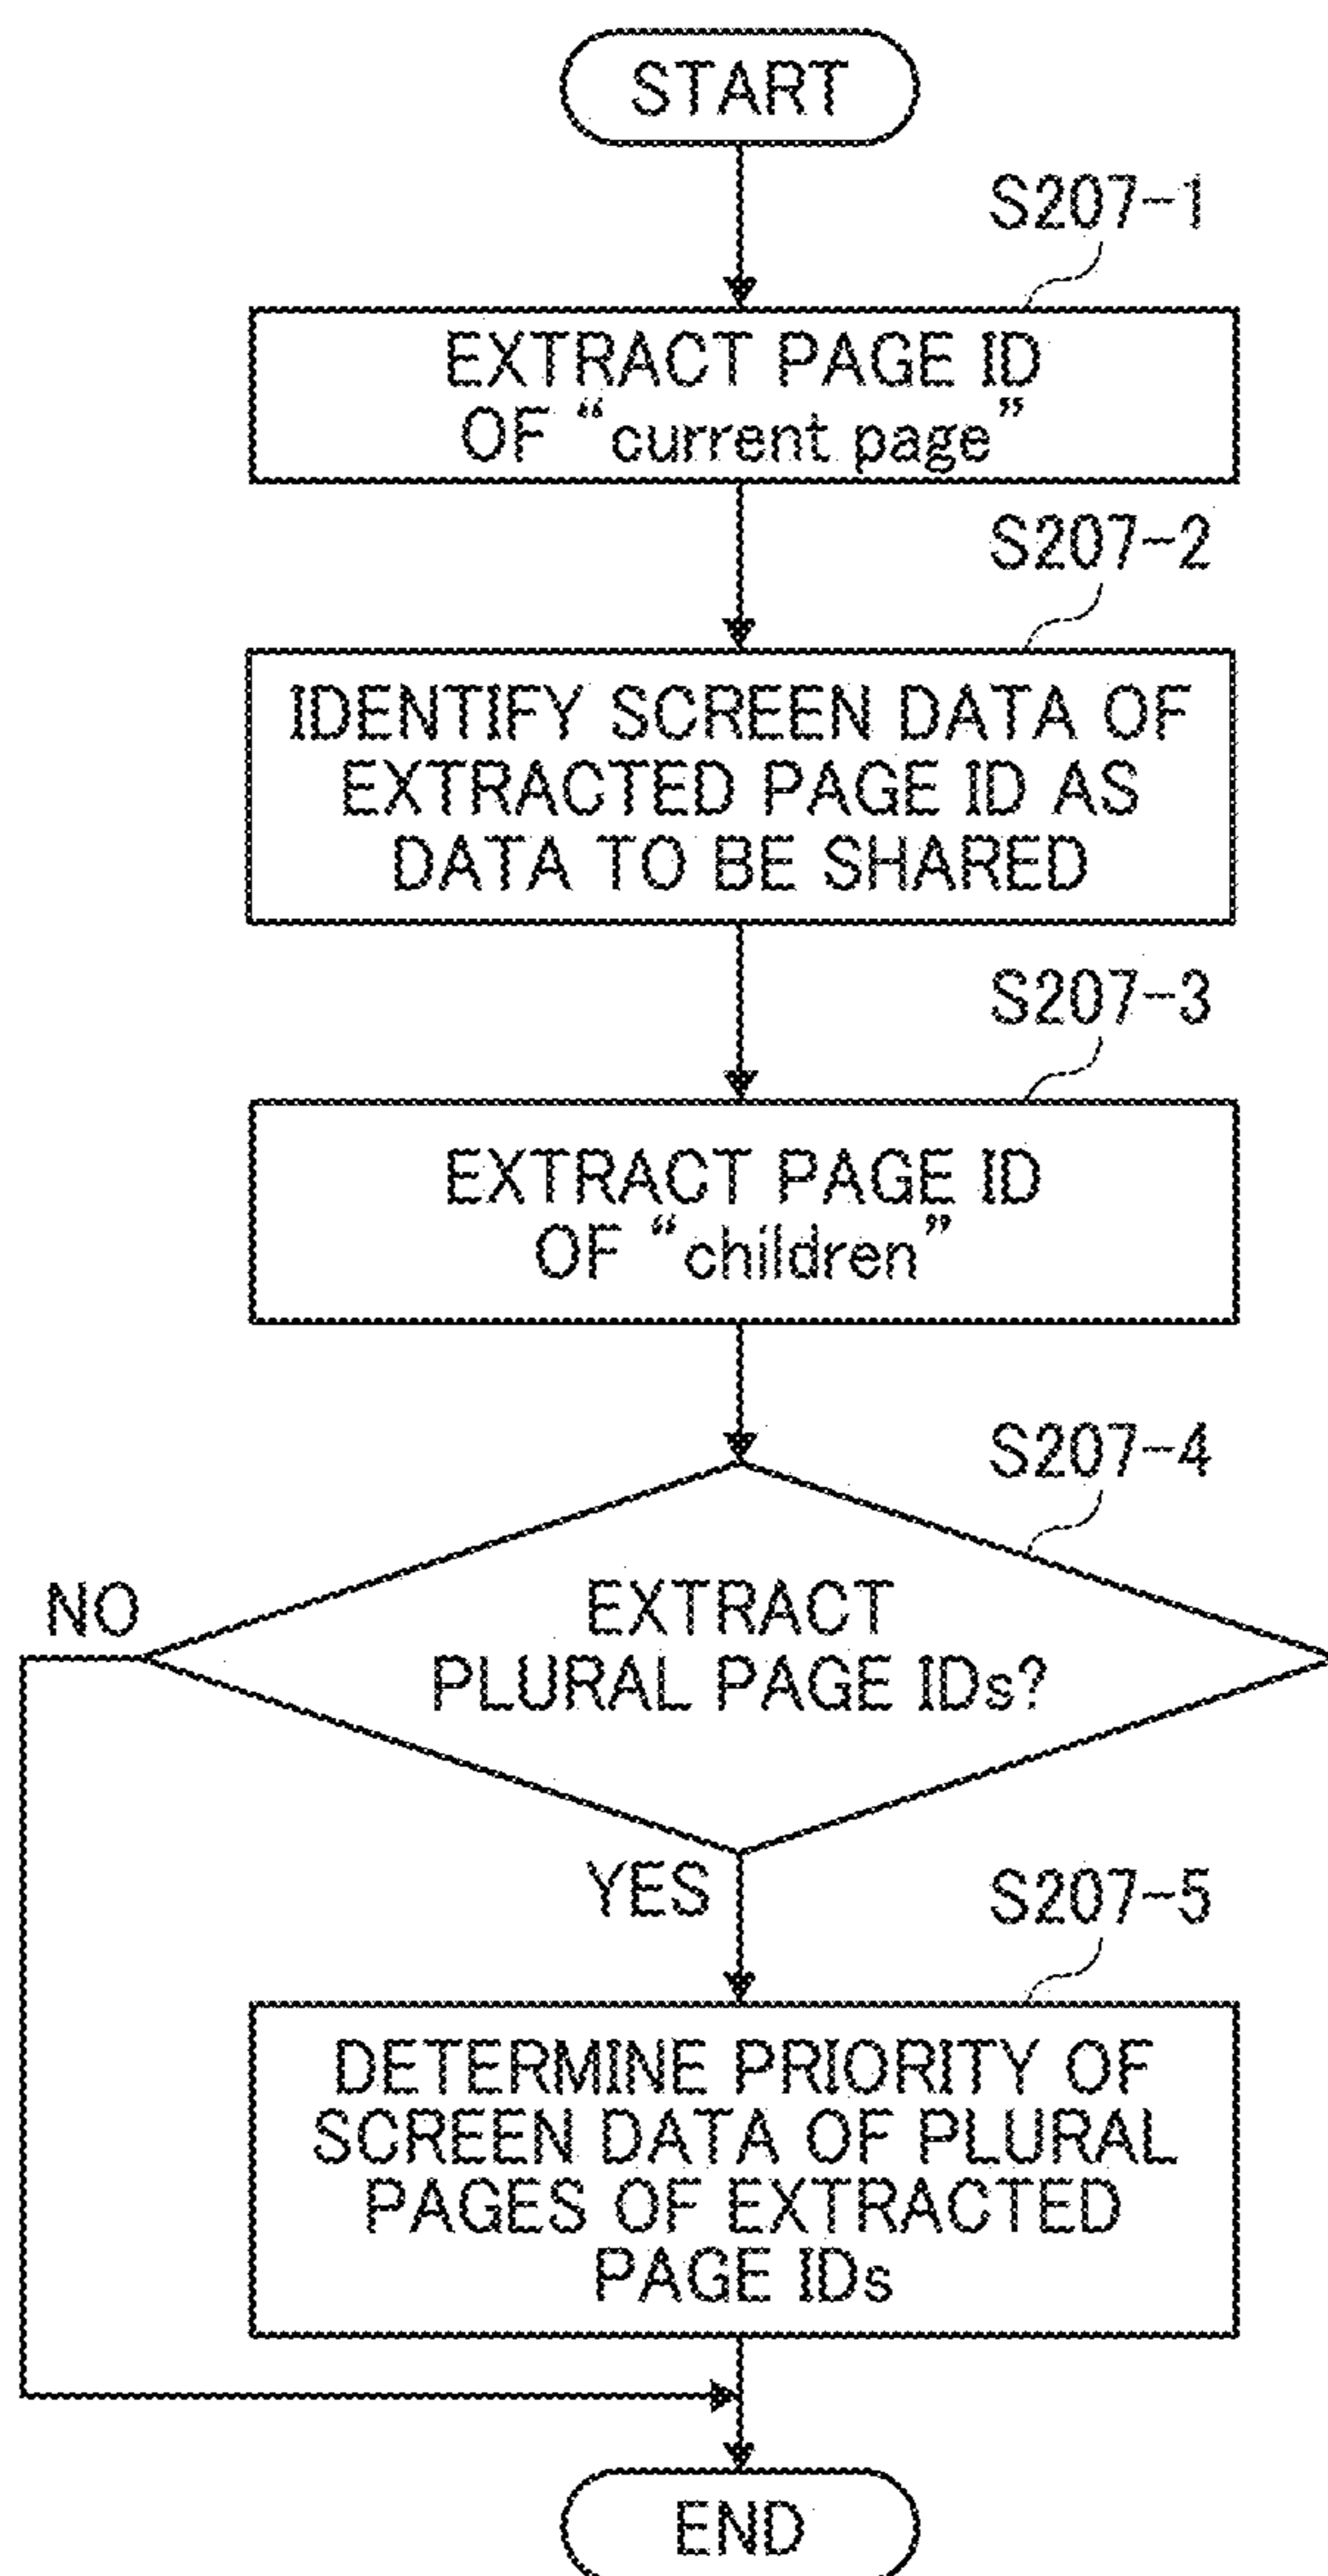 START
S207-1
EXTRACT PAGE ID
OF “current page”
S207-2
IDENTIFY SCREEN DATA OF
EXTRACTED PAGE ID AS
DATA TO BE SHARED
S207-3
EXTRACT PAGE ID
OF “children”
S207-4
NO
EXTRACT
PLURAL PAGE IDs?
YES
S207-5
DETERMINE PRIORITY OF
SCREEN DATA OF PLURAL
PAGES OF EXTRACTED
PAGE IDs
END